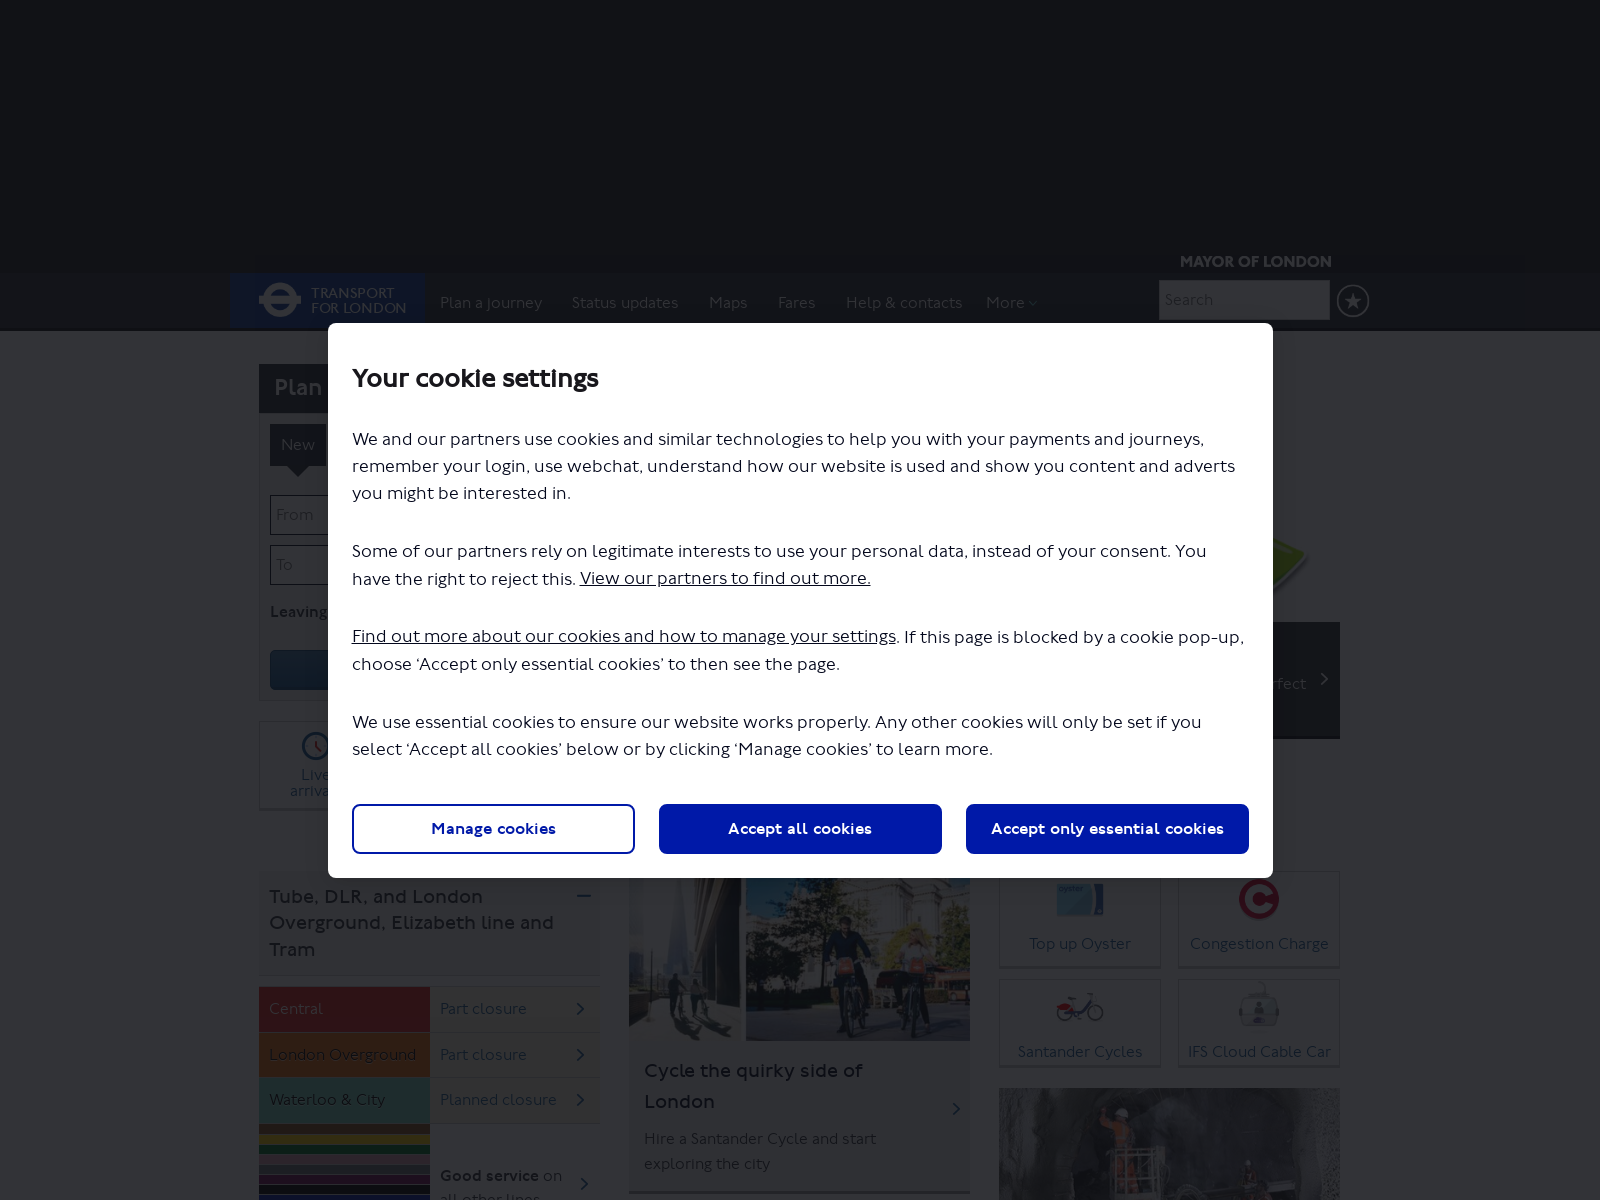 MAYOR OF LONDON
TRANSPORT
FOR LONDON
Plan a journey
Status updates
Maps
Fares
Help & contacts
More
Search
Plan
New
From
To
Leaving
Live
Your cookie settings
We and our partners use cookies and similar technologies to help you with your payments and journeys,
remember your login, use webchat, understand how our website is used and show you content and adverts
you might be interested in.
Some of our partners rely on legitimate interests to use your personal data, instead of your consent. You
have the right to reject this. View our partners to find out more.
Find out more about our cookies and how to manage your settings. If this page is blocked by a cookie pop-up,
choose ‘Accept only essential cookies’ to then see the page.
We use essential cookies to ensure our website works properly. Any other cookies will only be set if you
select ‘Accept all cookies’ below or by clicking ‘Manage cookies’ to learn more.
Manage cookies
Accept all cookies
Accept only essential cookies
Tube, DLR, and London
Overground, Elizabeth line and
Tram
Central
Part closure
London Overground
Part closure
Waterloo & City
Planned closure
Good service on
all other lines
Cycle the quirky side of
London
Hire a Santander Cycle and start
exploring the city
oyster
Top up Oyster
Congestion Charge
Santander Cycles
IFS Cloud Cable Car